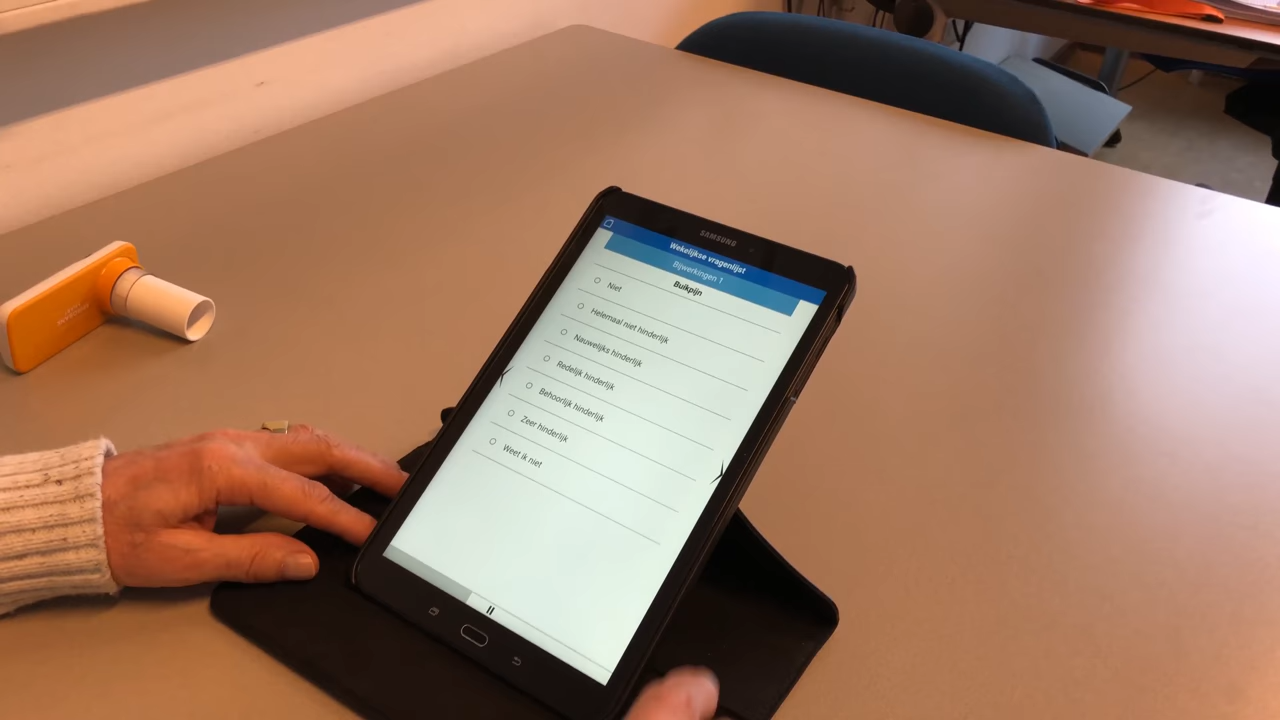 SAMSUNG
Wekelijkse vragenlijst
Bijwerkingen 1
Buikpijn
Niet
Helemaal niet hinderlijk
Nauwelijks hinderlijk
Redelijk hinderlijk
Behoorlijk hinderlijk
Zeer hinderlijk
Weet ik niet